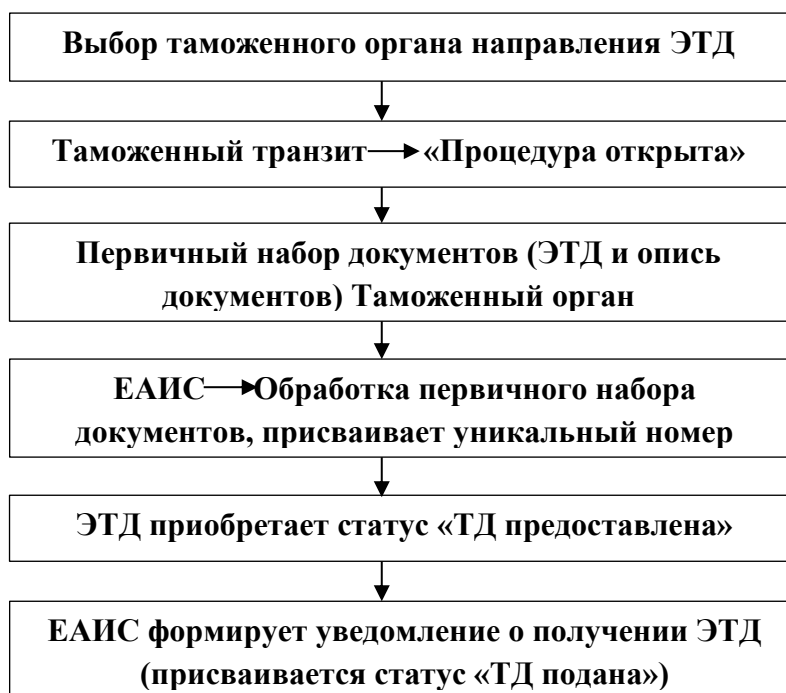 Выбор таможенного органа направления ЭТД
Таможенный транзит «Процедура открыта»
Первичный набор документов (ЭТД и опись
документов) Таможенный орган
ЕАИС Обработка первичного набора
документов, присваивает уникальный номер
ЭТД приобретает статус «ТД предоставлена»
ЕАИС формирует уведомление о получении ЭТД
(присваивается статус «ТД подана»)